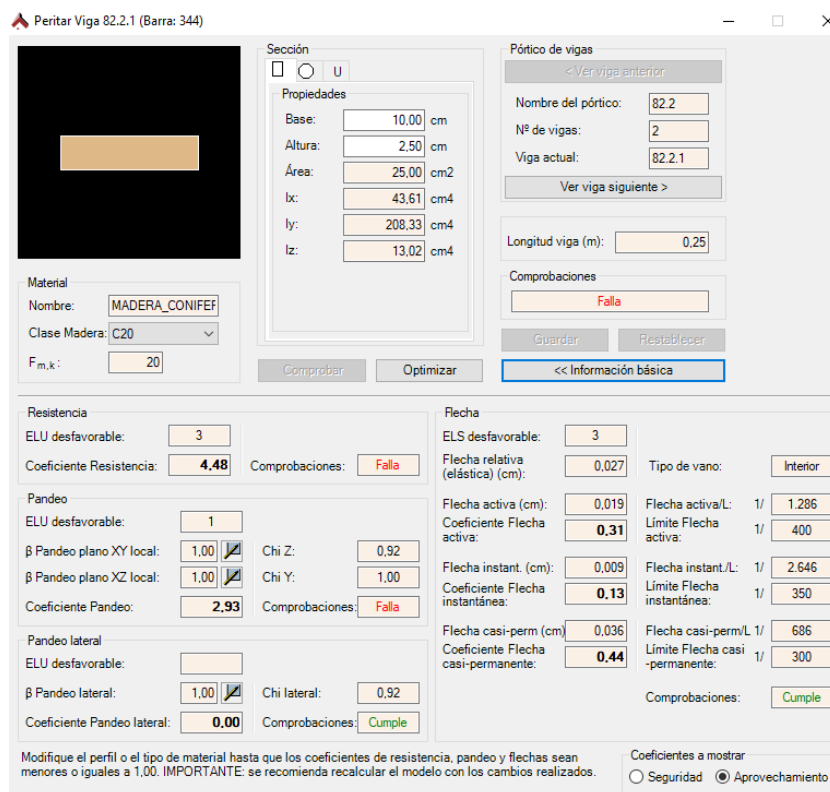 Peritar Viga 82.2.1 (Barra: 344)
Sección
U
Propiedades
Base: 10,00 cm
Altura: 2,50 cm
Área: 25,00 cm2
Ix: 43,61 cm4
Iy: 208,33 cm4
Iz: 13,02 cm4
Pórtico de vigas
< Ver viga anterior
Nombre del pórtico: 82.2
Nº de vigas: 2
Viga actual: 82.2.1
Ver viga siguiente >
Longitud viga (m): 0,25
Comprobaciones
Falla
Guardar Restablecer
<< Información básica
Material
Nombre: MADERA_CONIFEF
Clase Madera: C20
Fm,k: 20
Comprobar Optimizar
Resistencia
ELU desfavorable: 3
Coeficiente Resistencia: 4,48 Comprobaciones: Falla
Pandeo
ELU desfavorable: 1
β Pandeo plano XY local: 1,00 Chi Z: 0,92
β Pandeo plano XZ local: 1,00 Chi Y: 1,00
Coeficiente Pandeo: 2,93 Comprobaciones: Falla
Pandeo lateral
ELU desfavorable:
β Pandeo lateral: 1,00 Chi lateral: 0,92
Coeficiente Pandeo lateral: 0,00 Comprobaciones: Cumple
Flecha
ELS desfavorable: 3
Flecha relativa
(elástica) (cm): 0,027 Tipo de vano: Interior
Flecha activa (cm): 0,019 Flecha activa/L: 1/ 1.286
Coeficiente Flecha
activa: 0,31 Límite Flecha
activa: 1/ 400
Flecha instant. (cm): 0,009 Flecha instant./L: 1/ 2.646
Coeficiente Flecha
instantánea: 0,13 Límite Flecha
instantánea: 1/ 350
Flecha casi-perm (cm) 0,036 Flecha casi-perm/L 1/ 686
Coeficiente Flecha
casi-permanente: 0,44 Límite Flecha casi
-permanente: 1/ 300
Comprobaciones: Cumple
Modifique el perfil o el tipo de material hasta que los coeficientes de resistencia, pandeo y flechas sean
menores o iguales a 1,00. IMPORTANTE: se recomienda recalcular el modelo con los cambios realizados.
Coeficientes a mostrar
Seguridad Aprovechamiento